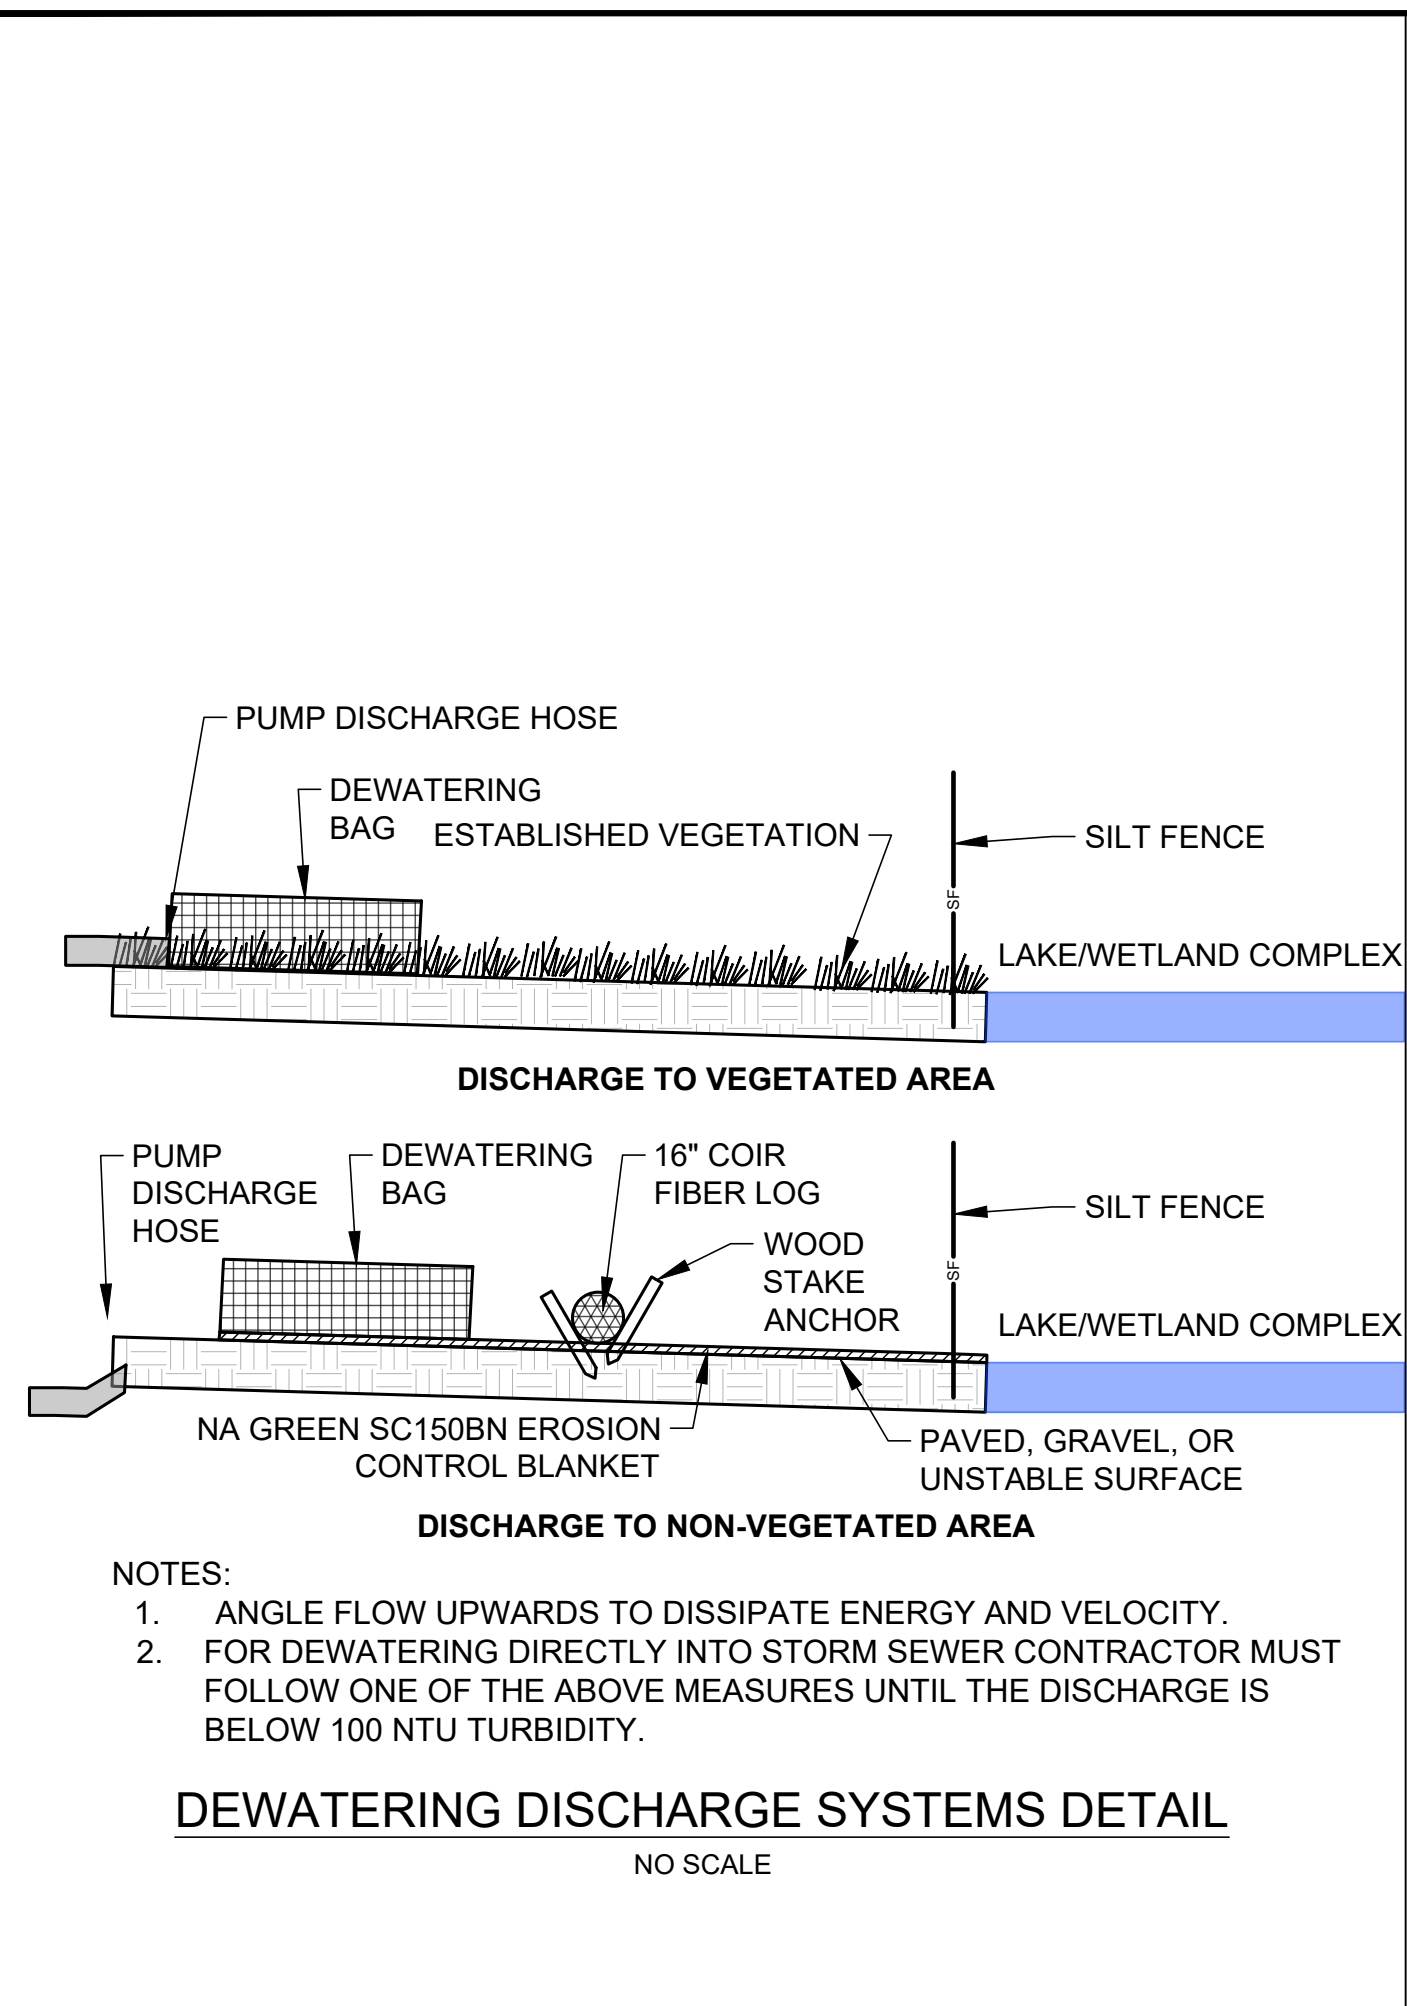 PUMP DISCHARGE HOSE
DEWATERING
BAG
ESTABLISHED VEGETATION
SILT FENCE
SF
LAKE/WETLAND COMPLEX
DISCHARGE TO VEGETATED AREA
PUMP
DISCHARGE
HOSE
DEWATERING
BAG
16" COIR
FIBER LOG
WOOD
STAKE
ANCHOR
SILT FENCE
SF
LAKE/WETLAND COMPLEX
NA GREEN SC150BN EROSION
CONTROL BLANKET
PAVED, GRAVEL, OR
UNSTABLE SURFACE
DISCHARGE TO NON-VEGETATED AREA
NOTES:
1. ANGLE FLOW UPWARDS TO DISSIPATE ENERGY AND VELOCITY.
2. FOR DEWATERING DIRECTLY INTO STORM SEWER CONTRACTOR MUST
FOLLOW ONE OF THE ABOVE MEASURES UNTIL THE DISCHARGE IS
BELOW 100 NTU TURBIDITY.
DEWATERING DISCHARGE SYSTEMS DETAIL
NO SCALE